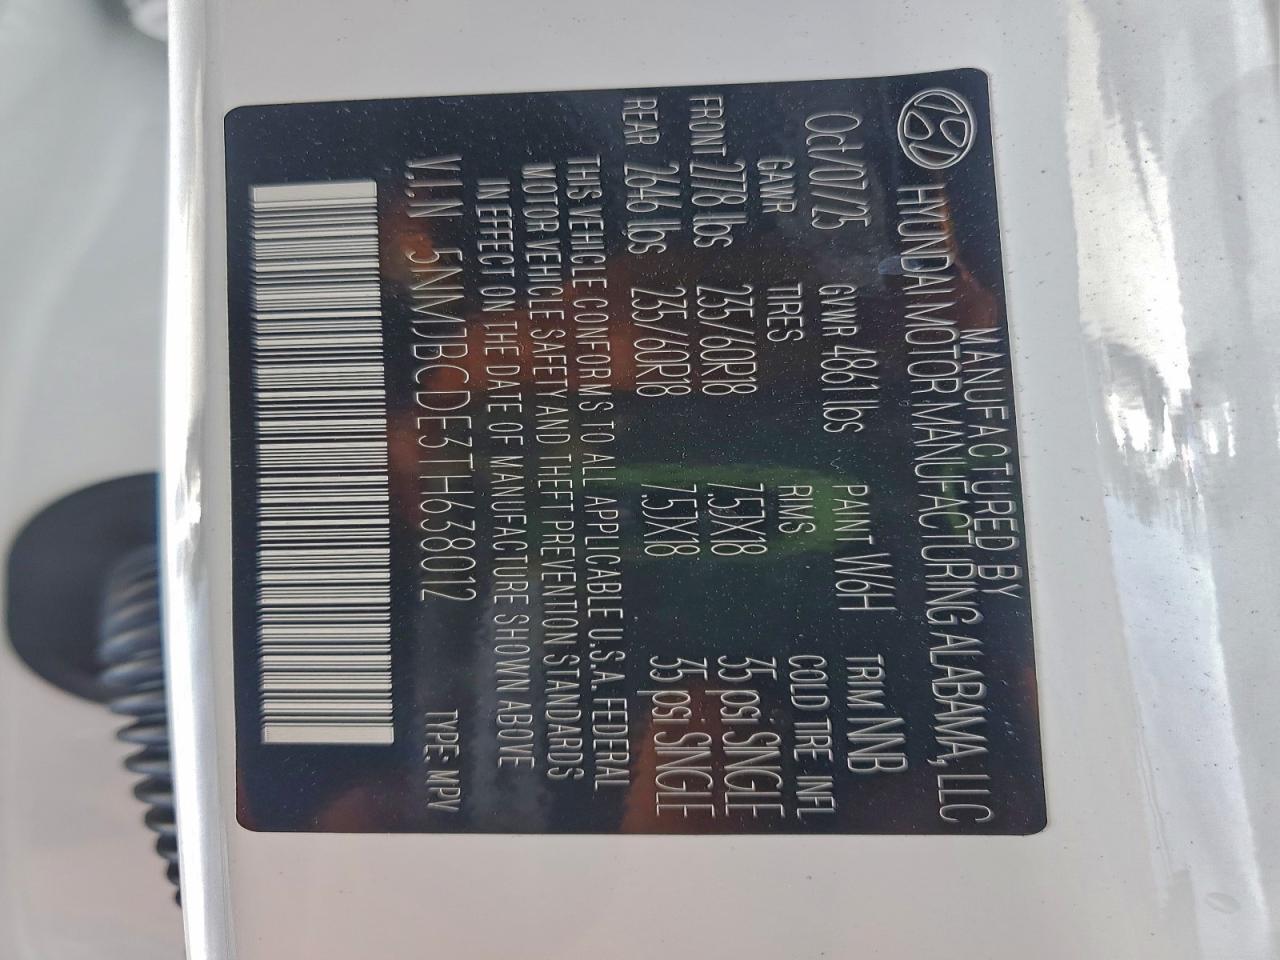 MANUFACTURED BY
HYUNDAI MOTOR MANUFACTURING ALABAMA, LLC
Oct/07/25 GVWR 4861 lbs PAINT W6H TRIM NNB
GAWR TIRES RIMS COLD TIRE INFL
FRONT 2778 lbs 235/60R18 7.5JX18 35 psi SINGLE
REAR 2646 lbs 235/60R18 7.5JX18 35 psi SINGLE
THIS VEHICLE CONFORMS TO ALL APPLICABLE U.S.A. FEDERAL
MOTOR VEHICLE SAFETY AND THEFT PREVENTION STANDARDS
IN EFFECT ON THE DATE OF MANUFACTURE SHOWN ABOVE
V.I.N 5NMJBCDE3TH638012 TYPE: MPV